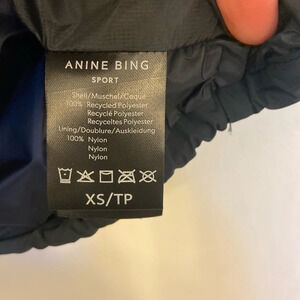 ANINE BING
SPORT
Shell/Muschel/Coque
100% Recycled Polyester
Recyclé Polyester
Recyceltes Polyester
Lining/Doublure/Auskleidung
100% Nylon
Nylon
Nylon
XS/TP